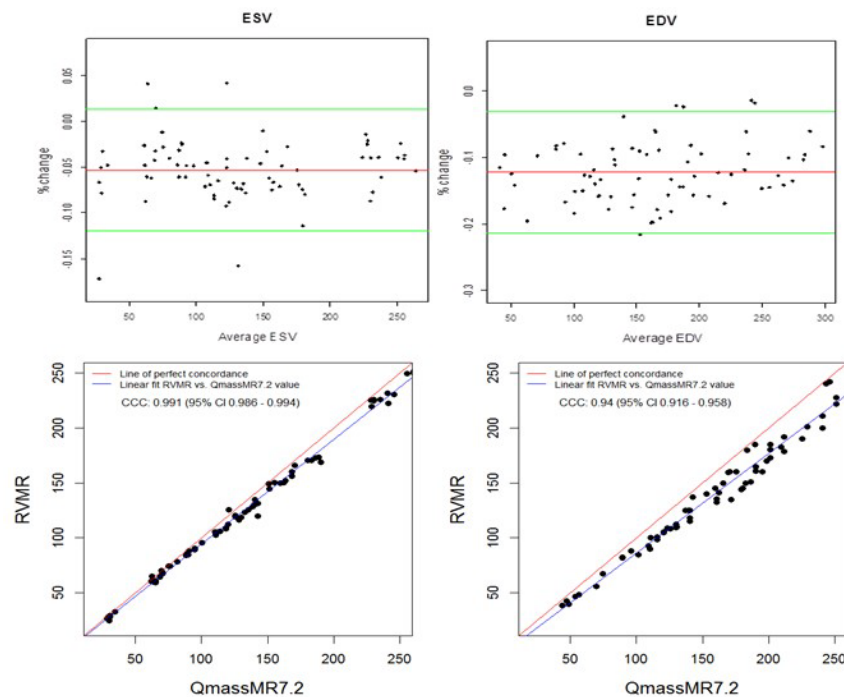 ESV
EDV
% change
0.05
0.00
-0.05
-0.10
-0.15
50
100
150
200
250
Average ESV
% change
0.0
-0.1
-0.2
-0.3
50
100
150
200
250
300
Average EDV
RVMR
250
200
150
100
50
Line of perfect concordance
Linear fit RVMR vs. QmassMR7.2 value
CCC: 0.991 (95% CI 0.986 - 0.994)
50
100
150
200
250
QmassMR7.2
RVMR
250
200
150
100
50
Line of perfect concordance
Linear fit RVMR vs. QmassMR7.2 value
CCC: 0.94 (95% CI 0.916 - 0.958)
50
100
150
200
250
QmassMR7.2